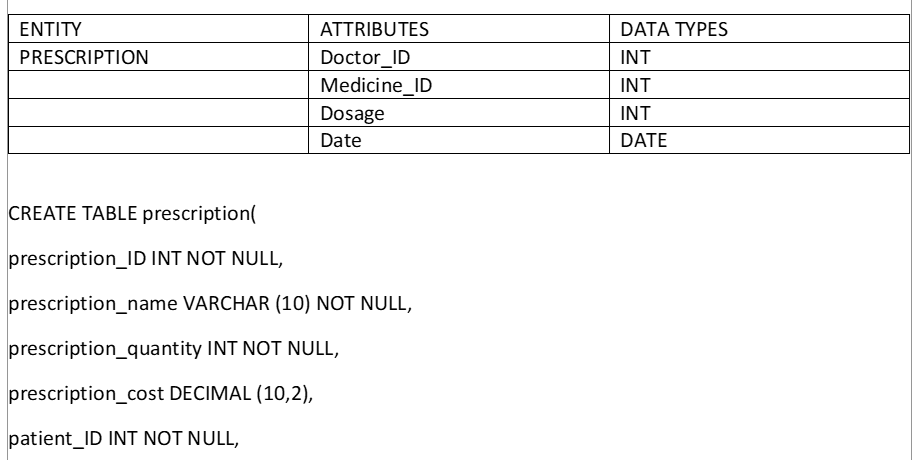 ENTITY ATTRIBUTES DATA TYPES
PRESCRIPTION Doctor_ID INT
Medicine_ID INT
Dosage INT
Date DATE
CREATE TABLE prescription(
prescription_ID INT NOT NULL,
prescription_name VARCHAR (10) NOT NULL,
prescription_quantity INT NOT NULL,
prescription_cost DECIMAL (10,2),
patient_ID INT NOT NULL,